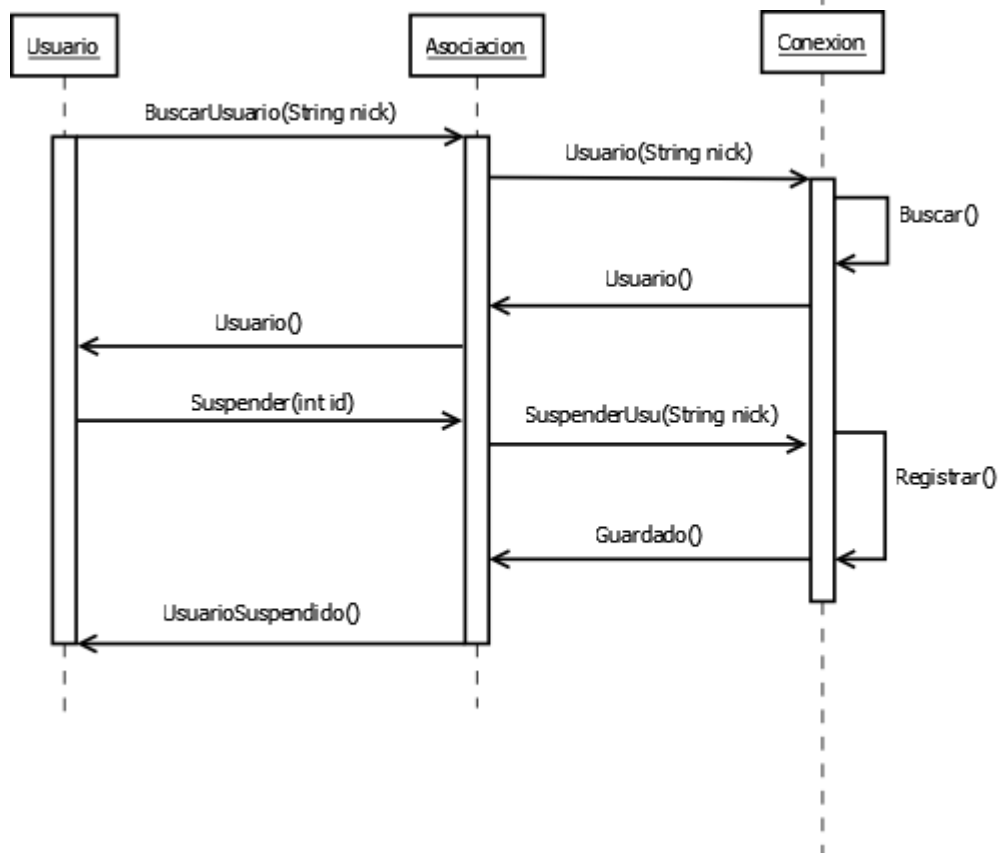 Usuario
Asociacion
Conexion
BuscarUsuario(String nick)
Usuario(String nick)
Buscar()
Usuario()
Usuario()
Suspender(int id)
SuspenderUsu(String nick)
Registrar()
Guardado()
UsuarioSuspendido()